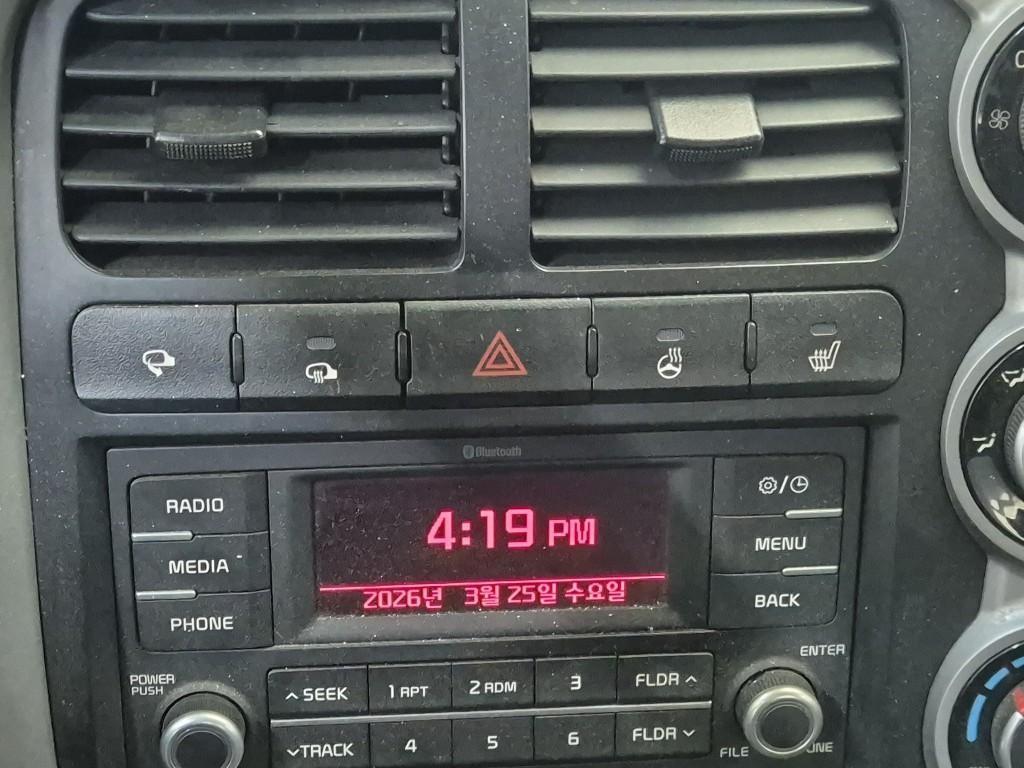 Bluetooth
RADIO
MEDIA
PHONE
4:19 PM
2026년 3월 25일 수요일
/
MENU
BACK
POWER
PUSH
SEEK
1 RPT
2 RDM
3
FLDR
TRACK
4
5
6
FLDR
ENTER
FILE